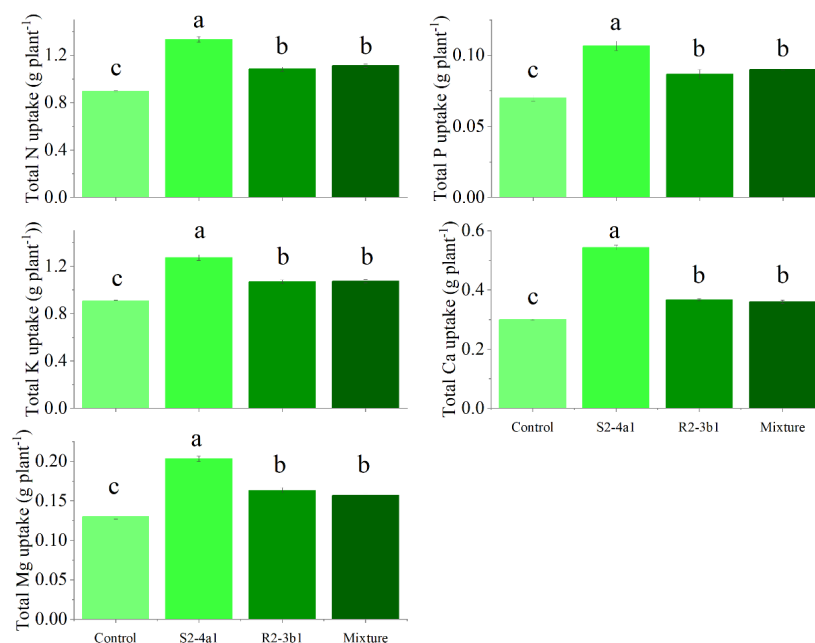 Total N uptake (g plant⁻¹)
1.2
0.8
0.4
0.0
c
a
b
b
Total P uptake (g plant⁻¹)
0.10
0.05
0.00
c
a
b
b
Total K uptake (g plant⁻¹))
1.2
0.8
0.4
0.0
c
a
b
b
Total Ca uptake (g plant⁻¹)
0.6
0.4
0.2
0.0
c
a
b
b
Control S2-4a1 R2-3b1 Mixture
Total Mg uptake (g plant⁻¹)
0.20
0.15
0.10
0.05
0.00
c
a
b
b
Control S2-4a1 R2-3b1 Mixture